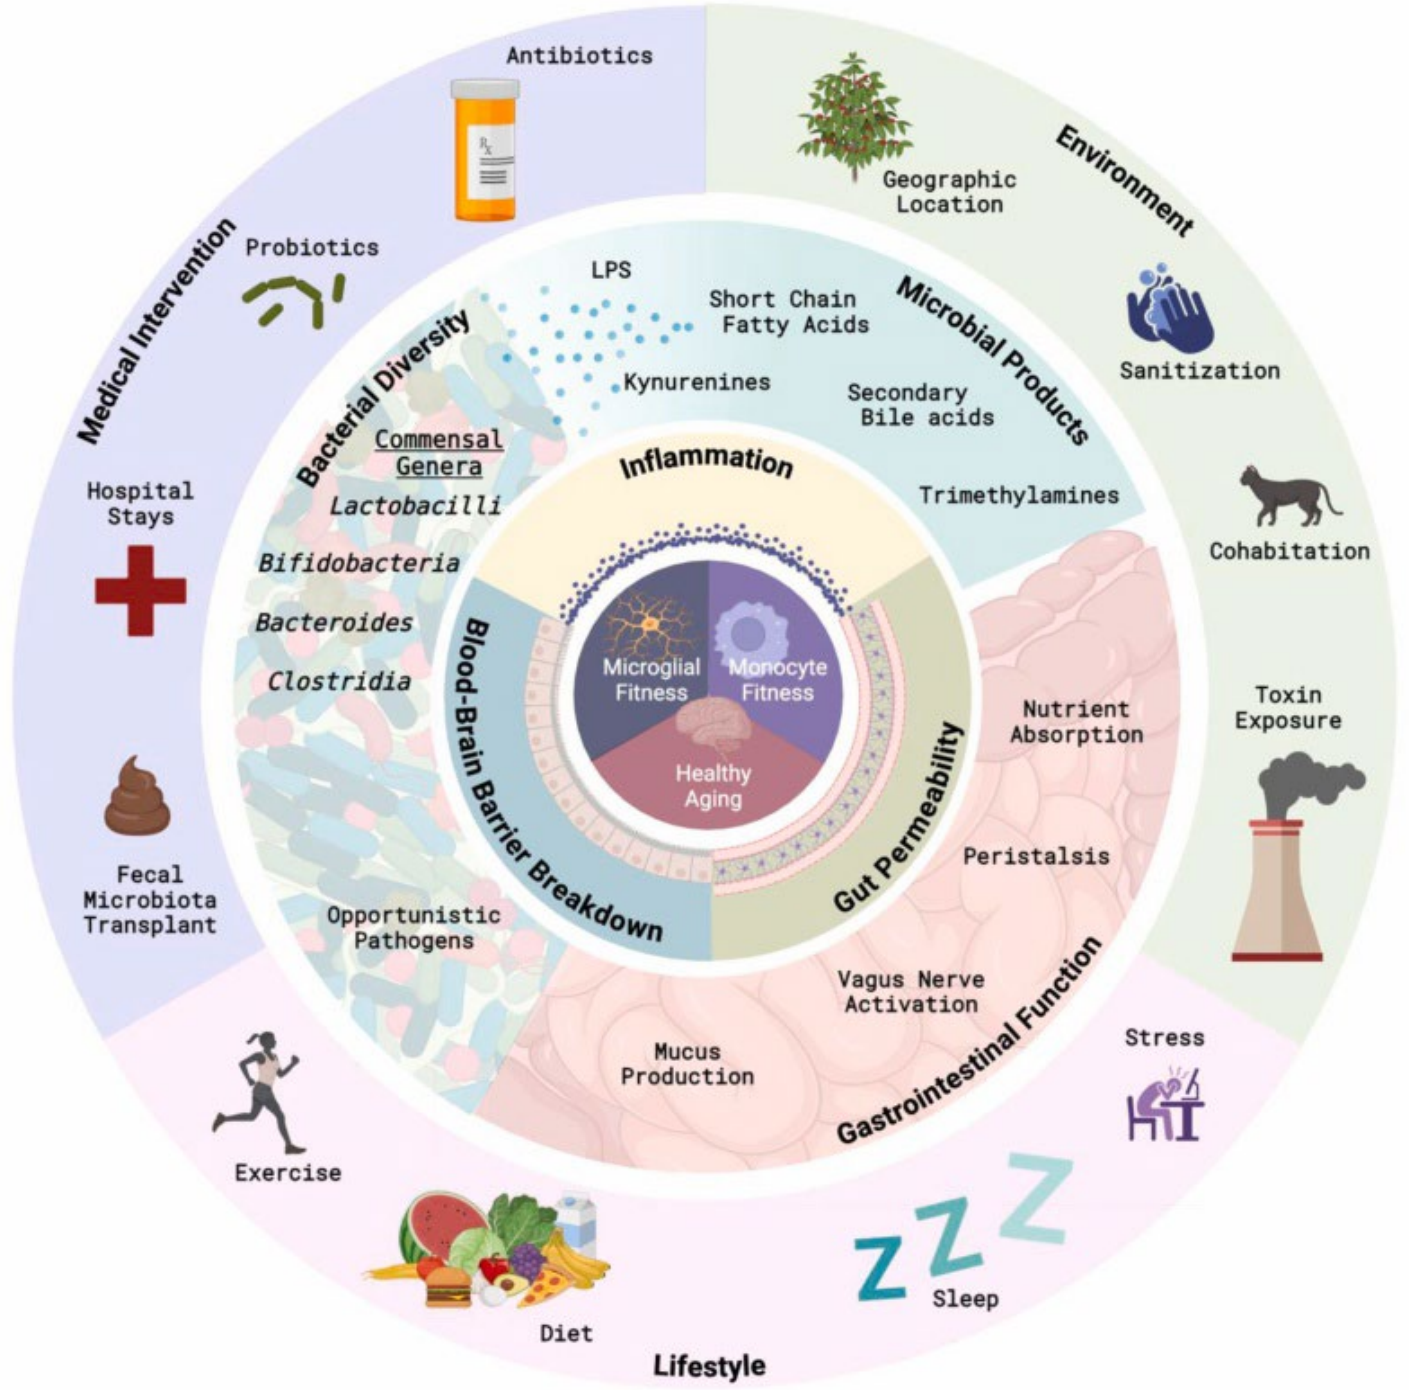 Antibiotics
Rx
Probiotics
Medical Intervention
Hospital
Stays
Fecal
Microbiota
Transplant
Geographic
Location
Environment
Sanitization
Cohabitation
Toxin
Exposure
Stress
Sleep
Z
Z
Z
Diet
Exercise
Lifestyle
Bacterial Diversity
Commensal
Genera
Lactobacilli
Bifidobacteria
Bacteroides
Clostridia
Opportunistic
Pathogens
LPS
Short Chain
Fatty Acids
Kynurenines
Secondary
Bile acids
Trimethylamines
Microbial Products
Nutrient
Absorption
Peristalsis
Vagus Nerve
Activation
Mucus
Production
Gastrointestinal Function
Inflammation
Blood-Brain Barrier Breakdown
Gut Permeability
Microglial
Fitness
Monocyte
Fitness
Healthy
Aging